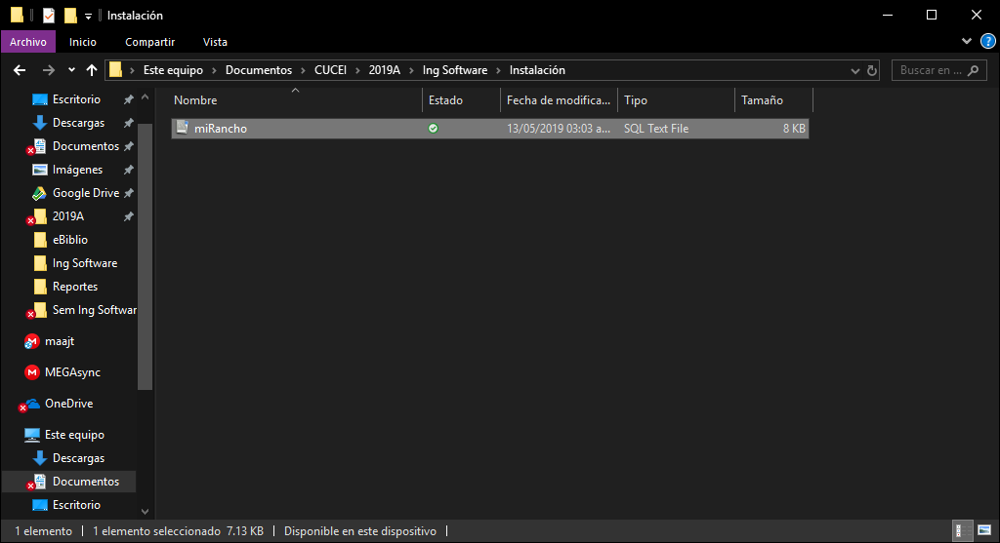 Instalación
Archivo Inicio Compartir Vista
Este equipo Documentos CUCEI 2019A Ing Software Instalación
Buscar en ...
Nombre Estado Fecha de modifica... Tipo Tamaño
miRancho 13/05/2019 03:03 a... SQL Text File 8 KB
Escritorio
Descargas
Documentos
Imágenes
Google Drive
2019A
eBiblio
Ing Software
Reportes
Sem Ing Softwar
maajt
MEGAsync
OneDrive
Este equipo
Descargas
Documentos
Escritorio
1 elemento 1 elemento seleccionado 7.13 KB Disponible en este dispositivo